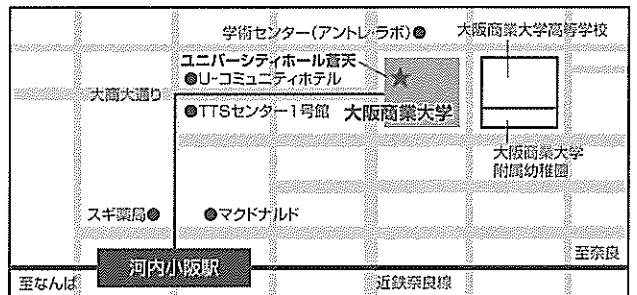 学術センター(アントレ・ラボ)●
大阪商業大学高等学校
ユニバーシティホール蒼天
●U-コミュニティホテル
大商大通り
●TTSセンター1号館
大阪商業大学
大阪商業大学
附属幼稚園
スギ薬局●
●マクドナルド
至奈良
河内小阪駅
至なんば
近鉄奈良線